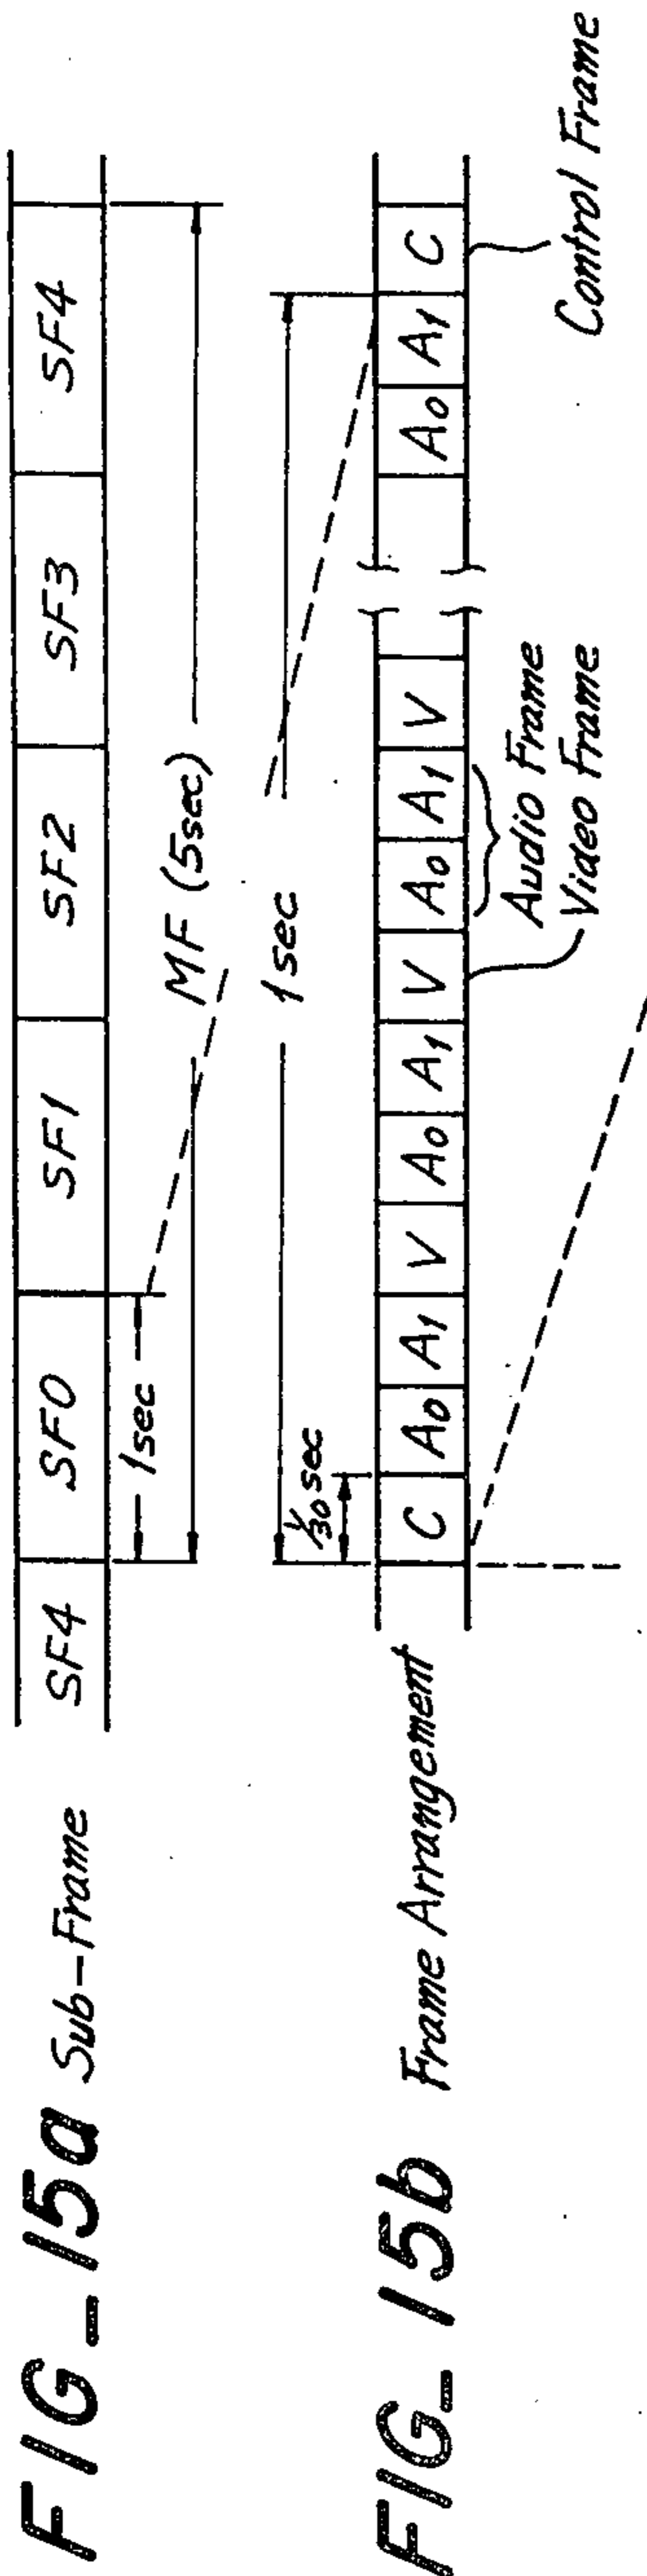 FIG_15a Sub-Frame
SF4 SF0 SF1 SF2 SF3 SF4
1sec
MF (5sec)
FIG_15b Frame Arrangement
1sec
1/30 sec
C A0 A1 V A0 A1 V A0 A1 V A0 A1 C
Audio Frame
Video Frame
Control Frame